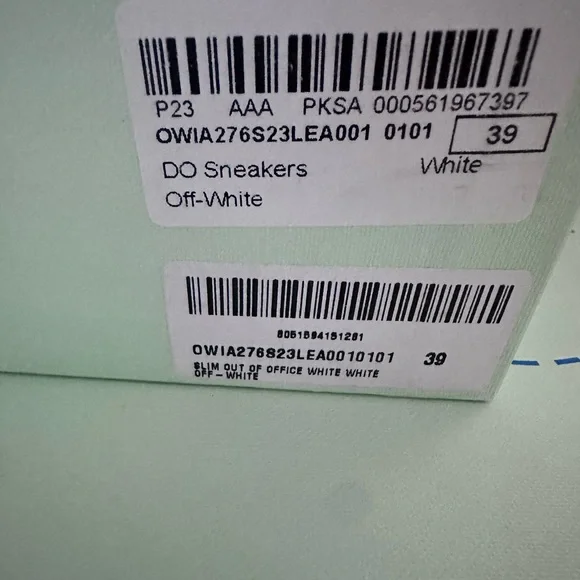 P23 AAA PKSA 000561967397
OWIA276S23LEA001 0101 39
DO Sneakers White
Off-White
8051594151281
OWIA276S23LEA0010101 39
SLIM OUT OF OFFICE WHITE WHITE
OFF-WHITE